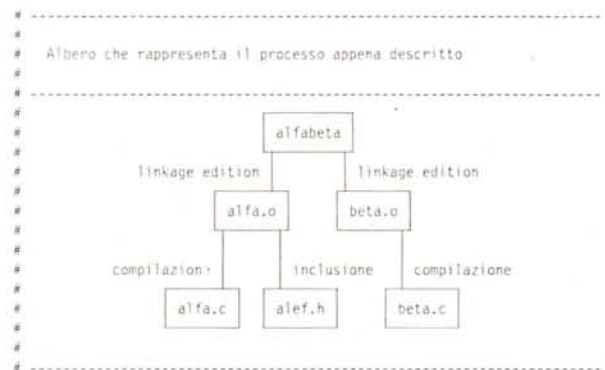 # ------------------------------------------------------------
#
# Albero che rappresenta il processo appena descritto
#
# ------------------------------------------------------------
#
# alfabeta
#
#
# linkage edition linkage edition
#
# alfa.o beta.o
#
#
# compilazion· inclusione compilazione
#
# alfa.c alef.h beta.c
#
#
# ------------------------------------------------------------